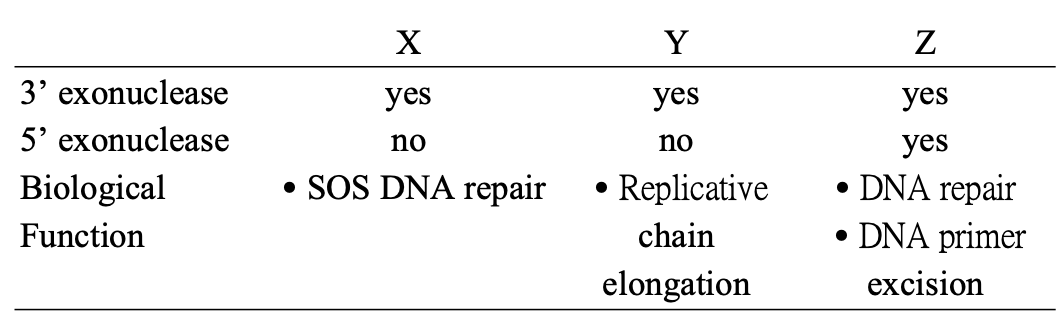 X Y Z
3’ exonuclease yes yes yes
5’ exonuclease no no yes
Biological • SOS DNA repair • Replicative • DNA repair
Function chain • DNA primer
elongation excision